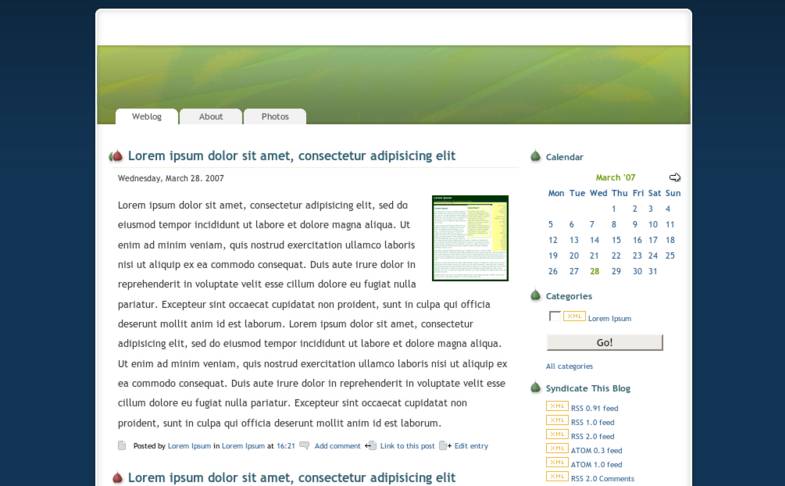 Weblog About Photos
Lorem ipsum dolor sit amet, consectetur adipisicing elit
Wednesday, March 28. 2007
Lorem ipsum dolor sit amet, consectetur adipisicing elit, sed do
eiusmod tempor incididunt ut labore et dolore magna aliqua. Ut
enim ad minim veniam, quis nostrud exercitation ullamco laboris
nisi ut aliquip ex ea commodo consequat. Duis aute irure dolor in
reprehenderit in voluptate velit esse cillum dolore eu fugiat nulla
pariatur. Excepteur sint occaecat cupidatat non proident, sunt in culpa qui officia
deserunt mollit anim id est laborum. Lorem ipsum dolor sit amet, consectetur
adipisicing elit, sed do eiusmod tempor incididunt ut labore et dolore magna aliqua.
Ut enim ad minim veniam, quis nostrud exercitation ullamco laboris nisi ut aliquip ex
ea commodo consequat. Duis aute irure dolor in reprehenderit in voluptate velit esse
cillum dolore eu fugiat nulla pariatur. Excepteur sint occaecat cupidatat non
proident, sunt in culpa qui officia deserunt mollit anim id est laborum.
Posted by Lorem Ipsum in Lorem Ipsum at 16:21 Add comment Link to this post Edit entry
Lorem ipsum dolor sit amet, consectetur adipisicing elit
Calendar
March '07
Mon Tue Wed Thu Fri Sat Sun
1 2 3 4
5 6 7 8 9 10 11
12 13 14 15 16 17 18
19 20 21 22 23 24 25
26 27 28 29 30 31
Categories
XML Lorem Ipsum
Go!
All categories
Syndicate This Blog
XML RSS 0.91 feed
XML RSS 1.0 feed
XML RSS 2.0 feed
XML ATOM 0.3 feed
XML ATOM 1.0 feed
XML RSS 2.0 Comments